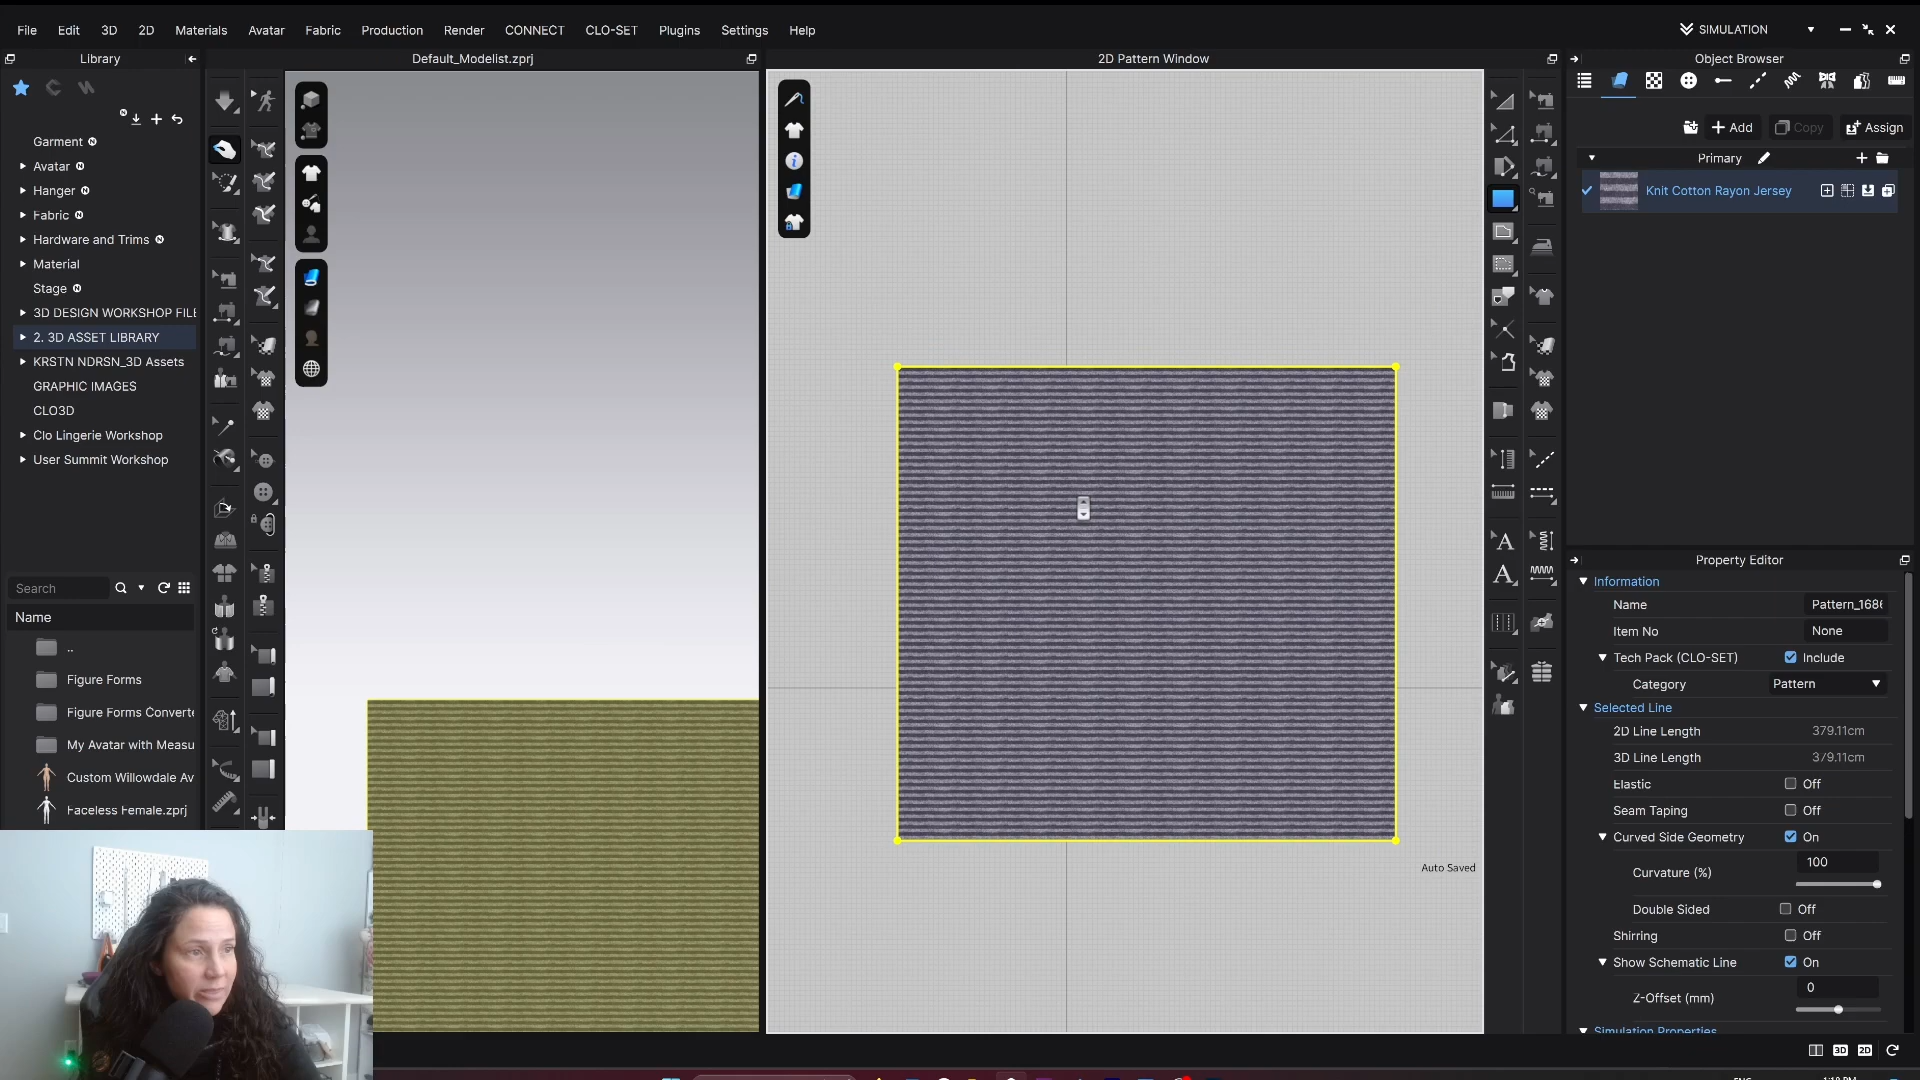 File Edit 3D 2D Materials Avatar Fabric Production Render CONNECT CLO-SET Plugins Settings Help SIMULATION
Library
Default_Modelist.zprj
2D Pattern Window
Object Browser
Garment
Avatar
Hanger
Fabric
Hardware and Trims
Material
Stage
3D DESIGN WORKSHOP FILE
2. 3D ASSET LIBRARY
KRSTN NDRSN_3D Assets
GRAPHIC IMAGES
CLO3D
Clo Lingerie Workshop
User Summit Workshop
Search
Name
..
Figure Forms
Figure Forms Converte
My Avatar with Measu
Custom Willowdale Av
Faceless Female.zprj
Auto Saved
Add Copy Assign
Primary
Knit Cotton Rayon Jersey
Property Editor
Information
Name Pattern_1686
Item No None
Tech Pack (CLO-SET) Include
Category Pattern
Selected Line
2D Line Length 379.11cm
3D Line Length 379.11cm
Elastic Off
Seam Taping Off
Curved Side Geometry On
Curvature (%) 100
Double Sided Off
Shirring Off
Show Schematic Line On
Z-Offset (mm) 0
Simulation Properties
3D 2D